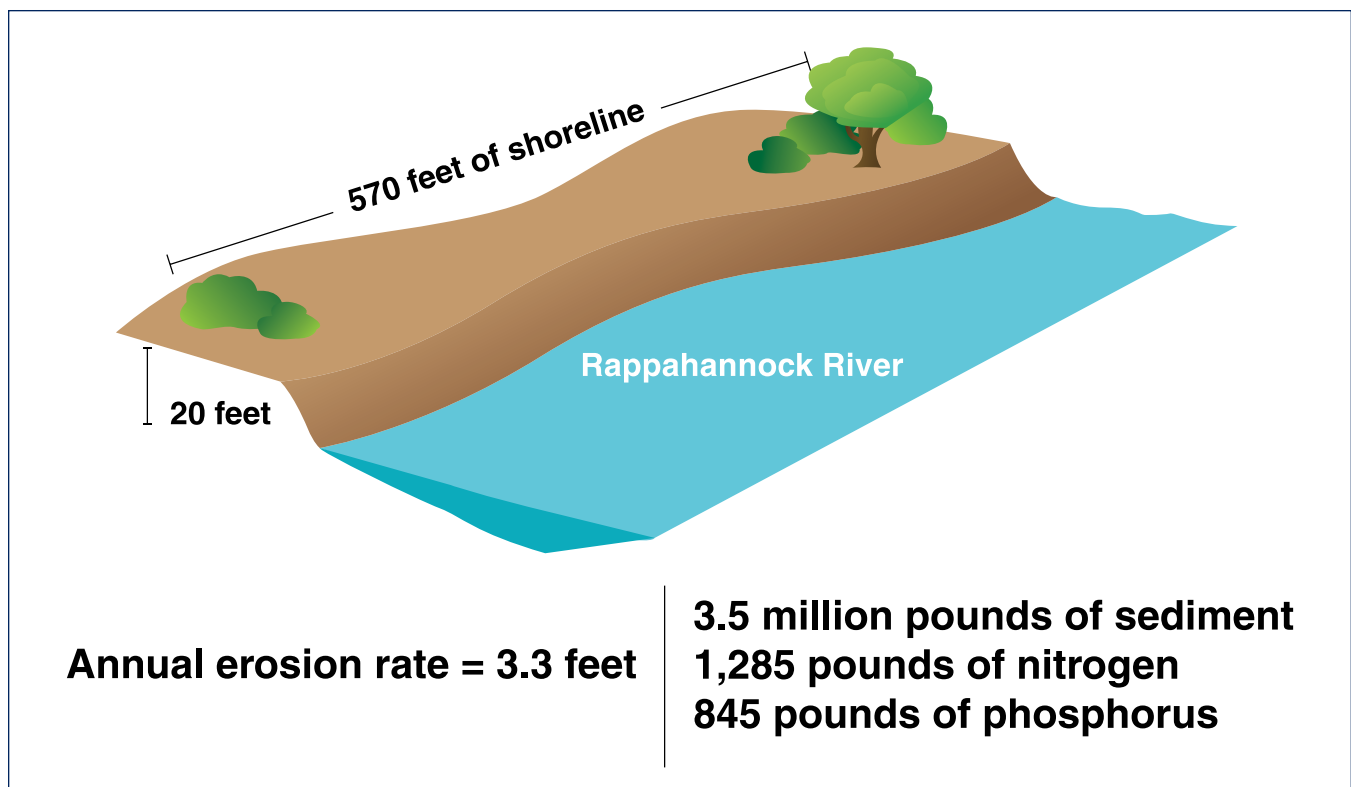 570 feet of shoreline
Rappahannock River
20 feet
Annual erosion rate = 3.3 feet
3.5 million pounds of sediment
1,285 pounds of nitrogen
845 pounds of phosphorus